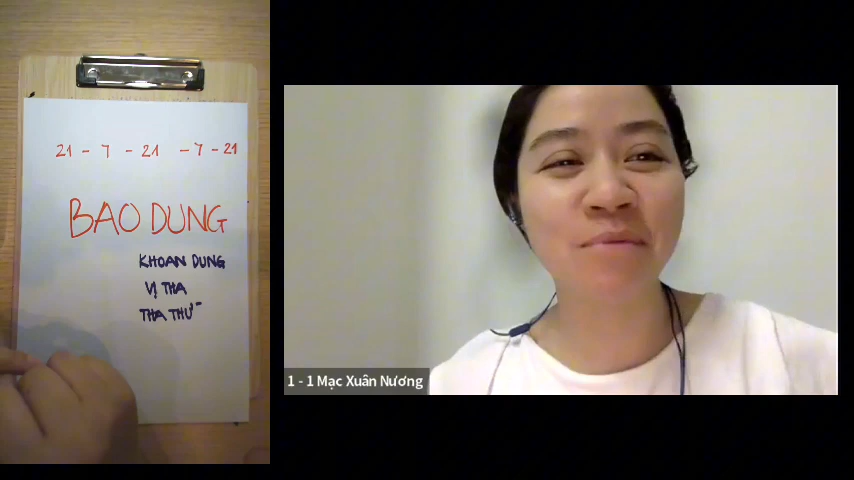 21 - 7 - 21 - 7 - 21
BAO DUNG
KHOAN DUNG
VỊ THA
THA THỨ
1 - 1 Mạc Xuân Nương